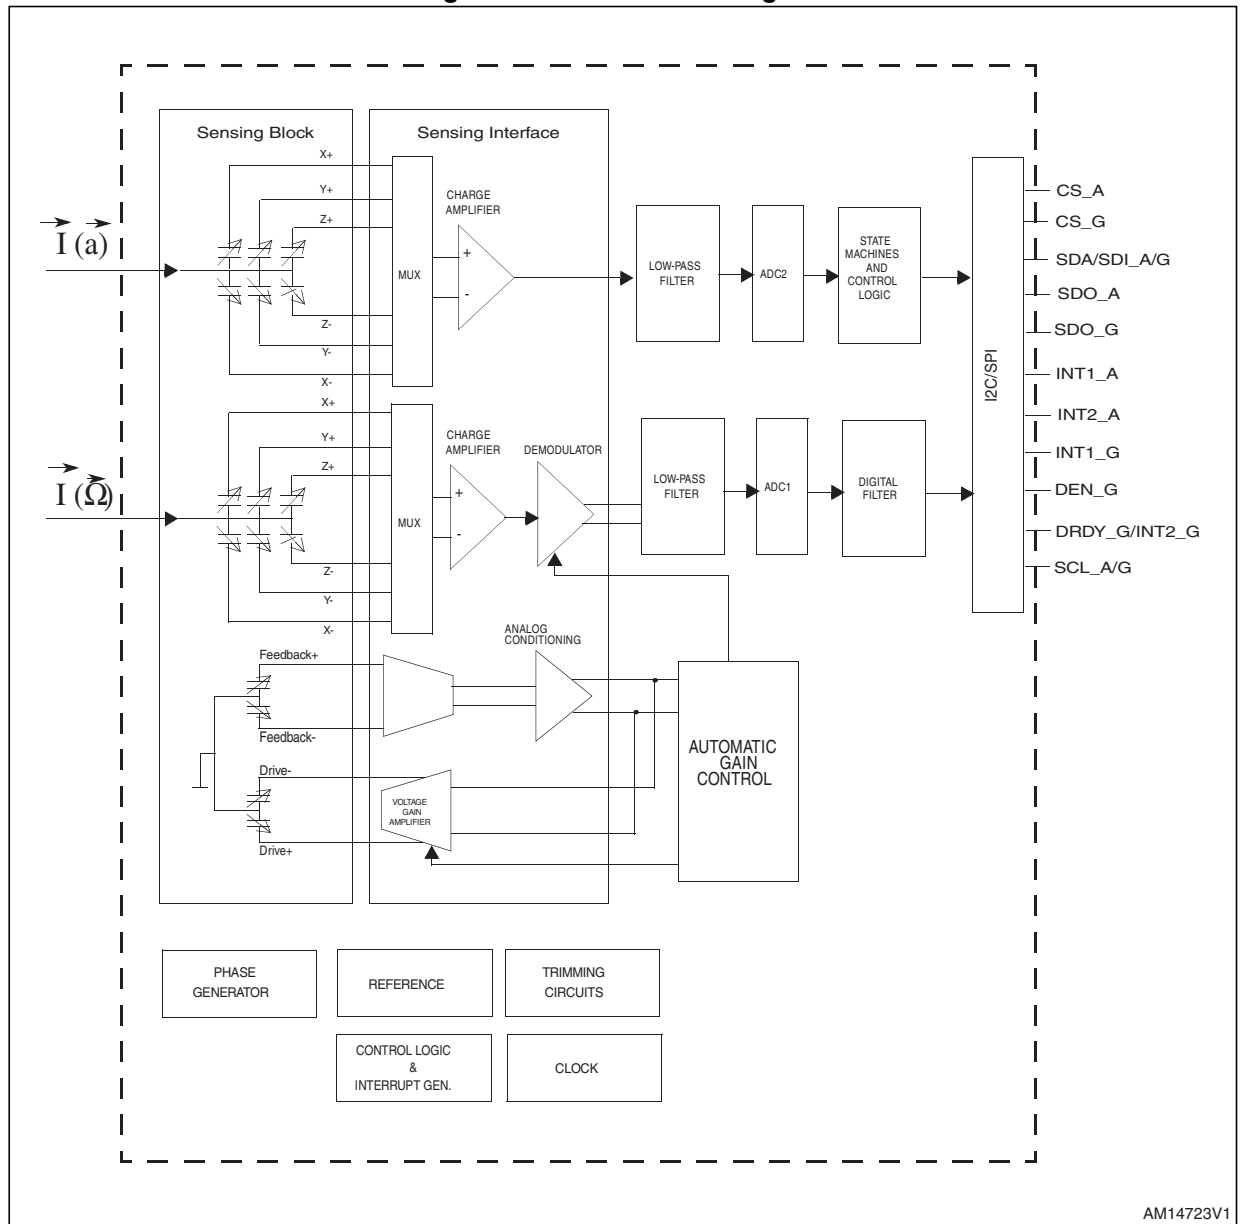 Sensing Block
Sensing Interface
X+
Y+
Z+
I (a)
Z-
Y-
X-
MUX
CHARGE
AMPLIFIER
+
-
LOW-PASS
FILTER
ADC2
STATE
MACHINES
AND
CONTROL
LOGIC
I2C/SPI
CS_A
CS_G
SDA/SDI_A/G
SDO_A
SDO_G
INT1_A
INT2_A
INT1_G
DEN_G
DRDY_G/INT2_G
SCL_A/G
X+
Y+
Z+
I (Ω)
Z-
Y-
X-
MUX
CHARGE
AMPLIFIER
+
-
DEMODULATOR
LOW-PASS
FILTER
ADC1
DIGITAL
FILTER
Feedback+
Feedback-
ANALOG
CONDITIONING
AUTOMATIC
GAIN
CONTROL
Drive-
Drive+
VOLTAGE
GAIN
AMPLIFIER
PHASE
GENERATOR
REFERENCE
TRIMMING
CIRCUITS
CONTROL LOGIC
&
INTERRUPT GEN.
CLOCK
AM14723V1